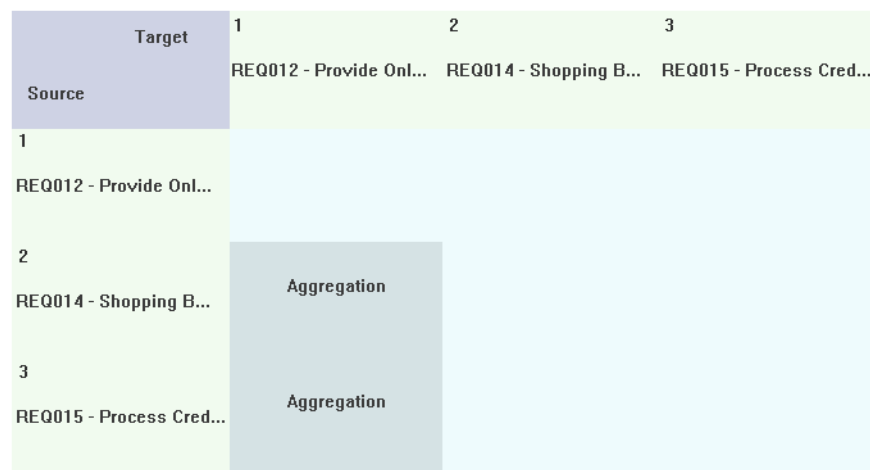 Target
Source
1
2
3
REQ012 - Provide Onl...
REQ014 - Shopping B...
REQ015 - Process Cred...
1
REQ012 - Provide Onl...
2
REQ014 - Shopping B...
Aggregation
3
REQ015 - Process Cred...
Aggregation